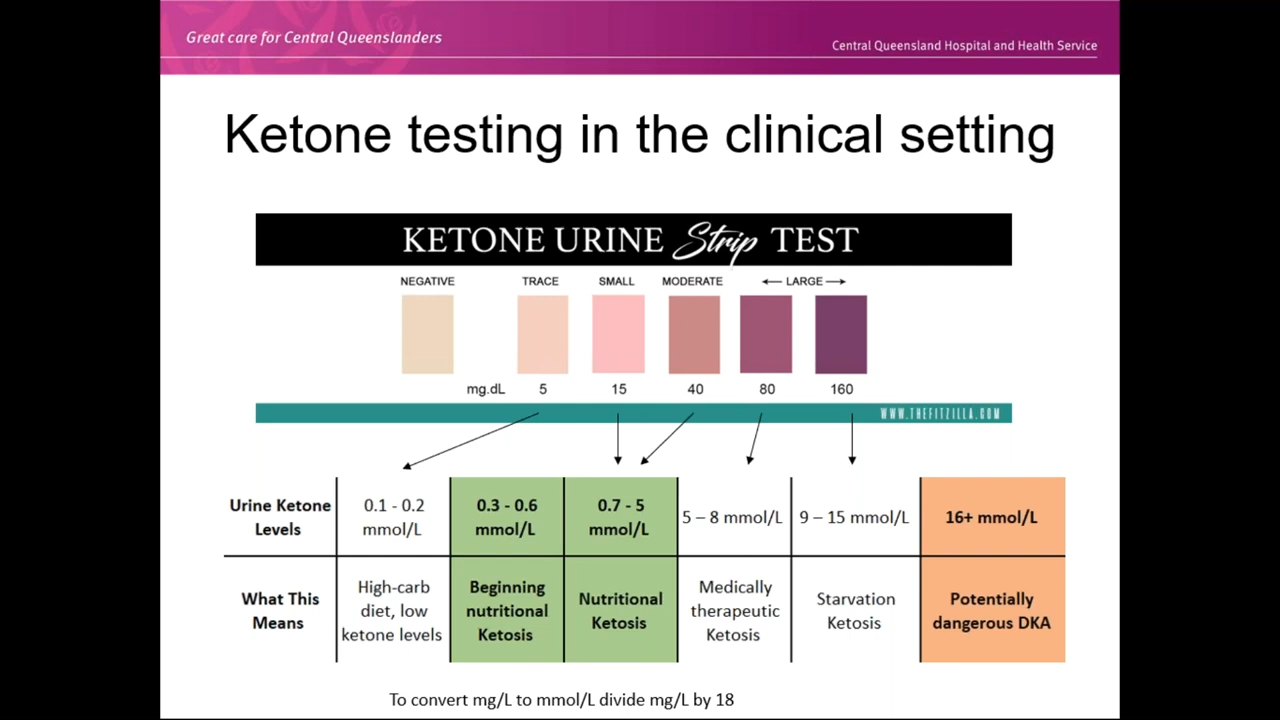 Great care for Central Queenslanders
Central Queensland Hospital and Health Service
Ketone testing in the clinical setting
KETONE URINE Strip TEST
NEGATIVE TRACE SMALL MODERATE LARGE
mg.dL 5 15 40 80 160
WWW.THEFITZILLA.COM
Urine Ketone
Levels
0.1 - 0.2
mmol/L
0.3 - 0.6
mmol/L
0.7 - 5
mmol/L
5 – 8 mmol/L
9 – 15 mmol/L
16+ mmol/L
What This
Means
High-carb
diet, low
ketone levels
Beginning
nutritional
Ketosis
Nutritional
Ketosis
Medically
therapeutic
Ketosis
Starvation
Ketosis
Potentially
dangerous DKA
To convert mg/L to mmol/L divide mg/L by 18